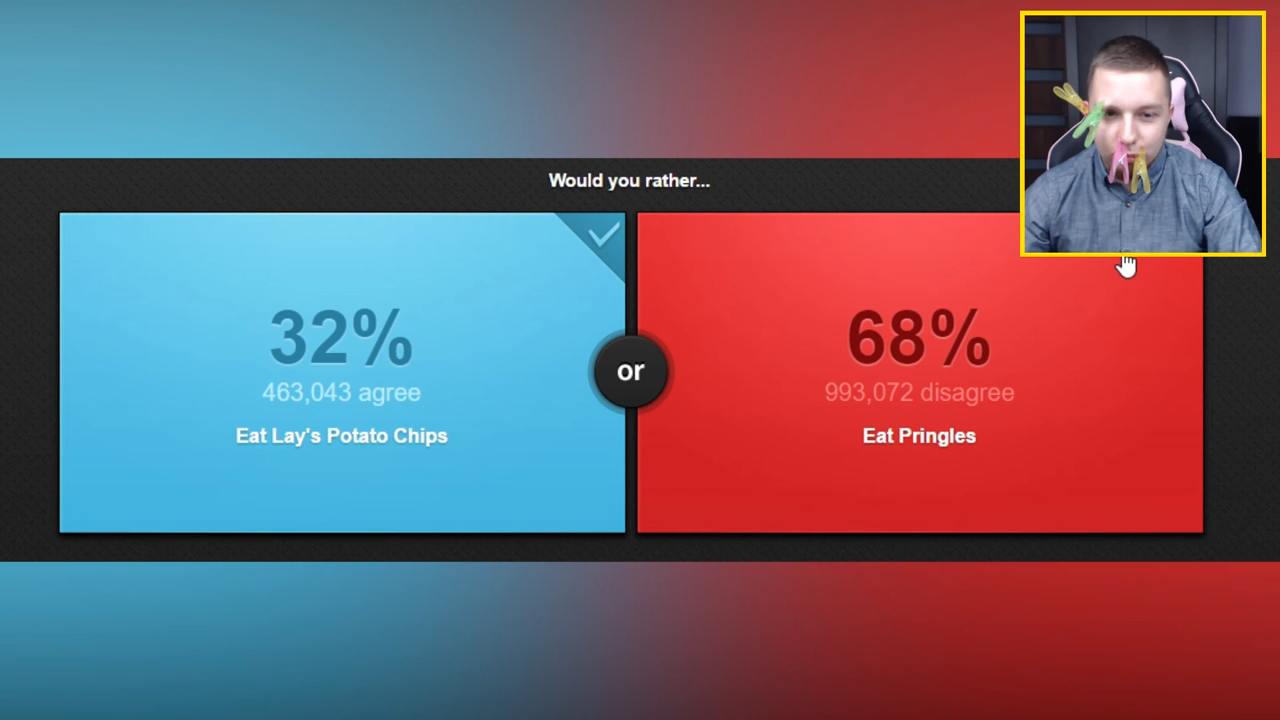 Would you rather...
32%
463,043 agree
Eat Lay's Potato Chips
or
68%
993,072 disagree
Eat Pringles